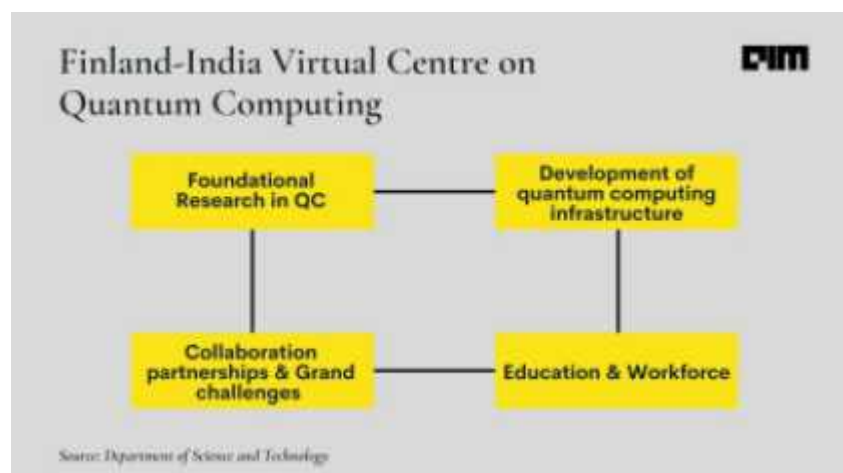 Finland-India Virtual Centre on
Quantum Computing
AIM
Foundational
Research in QC
Development of
quantum computing
infrastructure
Collaboration
partnerships & Grand
challenges
Education & Workforce
Source: Department of Science and Technology